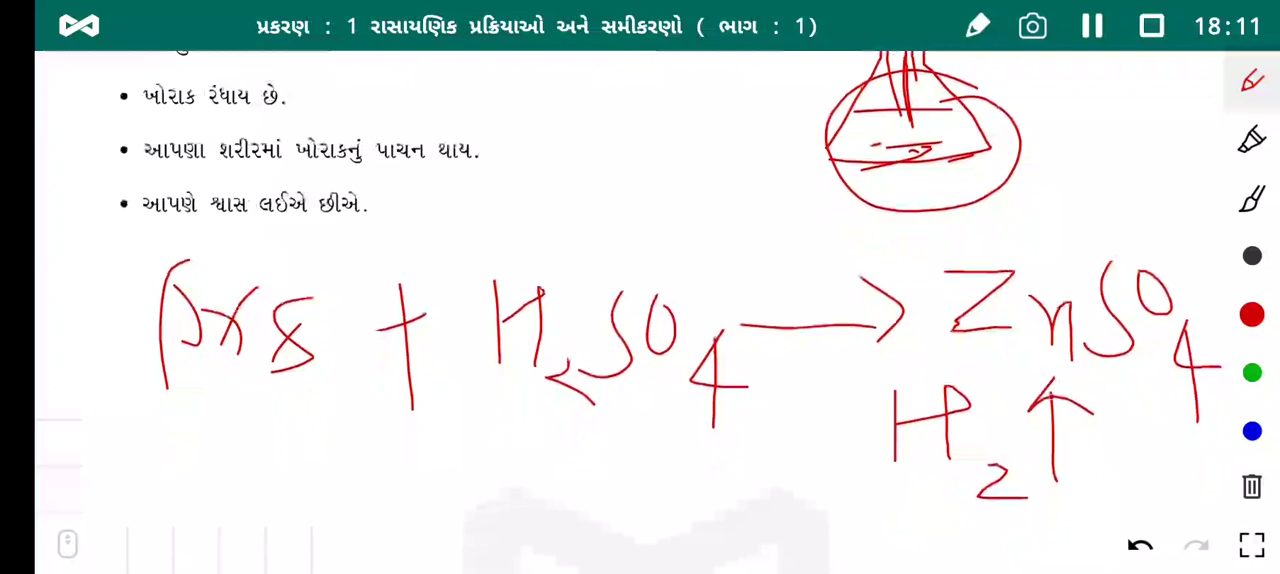 પ્રકરણ : 1 રાસાયણિક પ્રક્રિયાઓ અને સમીકરણો ( ભાગ : 1)
18:11
• ખોરાક રંધાય છે.
• આપણા શરીરમાં ખોરાકનું પાચન થાય.
• આપણે શ્વાસ લઈએ છીએ.
+ H₂SO₄ → ZnSO₄
H₂↑